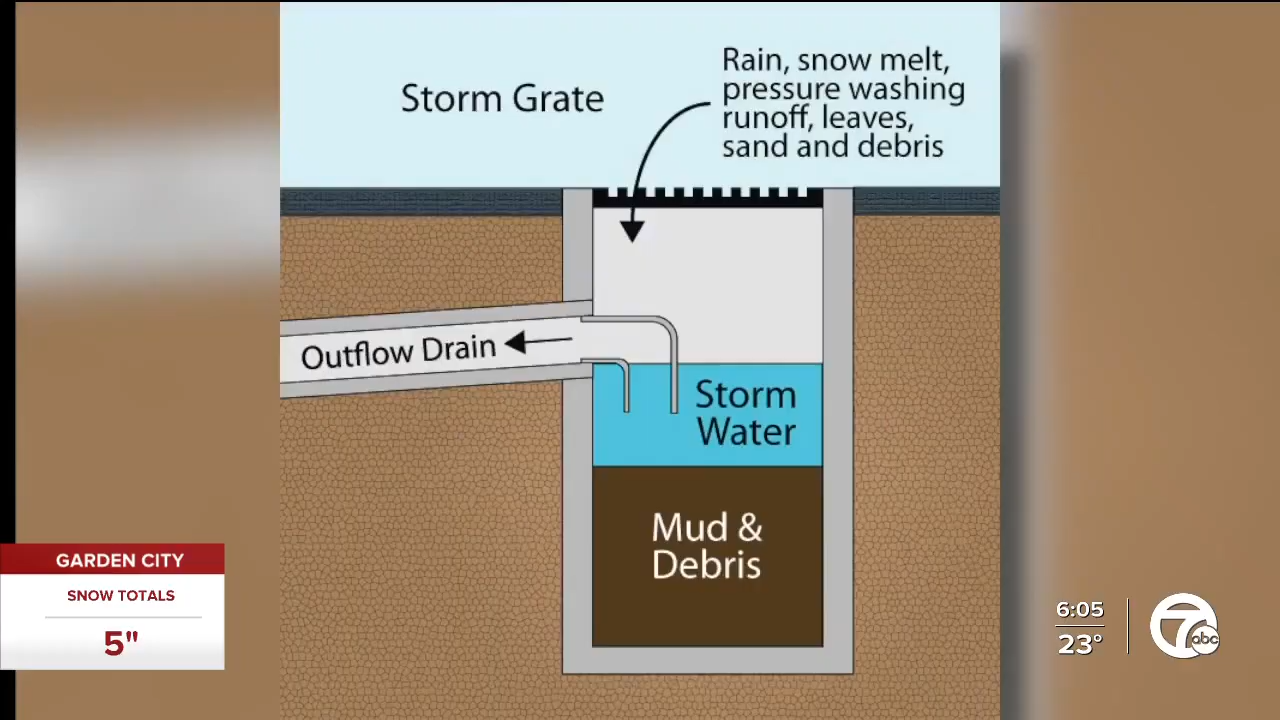 Storm Grate
Rain, snow melt,
pressure washing
runoff, leaves,
sand and debris
Outflow Drain
Storm
Water
Mud &
Debris
GARDEN CITY
SNOW TOTALS
5"
6:05
23°
7 abc